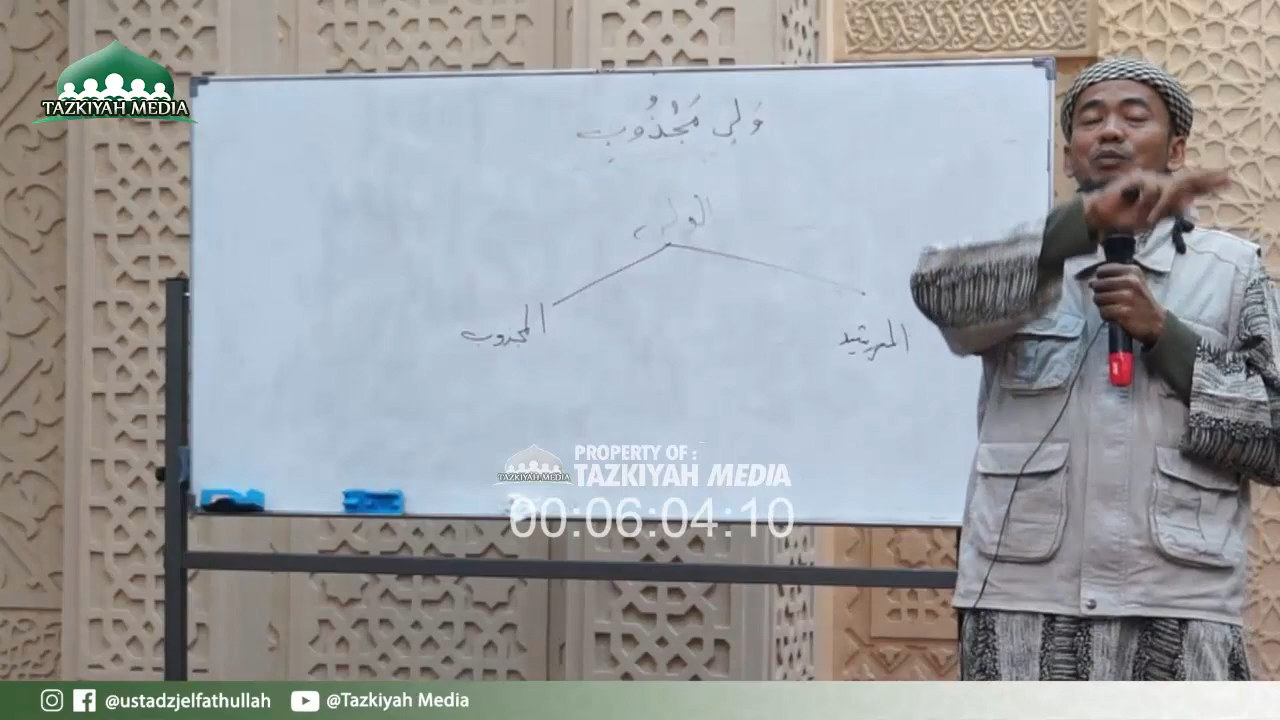 TAZKIYAH MEDIA
وَلِي مَجْذُوب
الولي
المرشد
المجذوب
PROPERTY OF :
TAZKIYAH MEDIA
TAZKIYAH MEDIA
00:06:04:10
@ustadzjelfathullah
@Tazkiyah Media